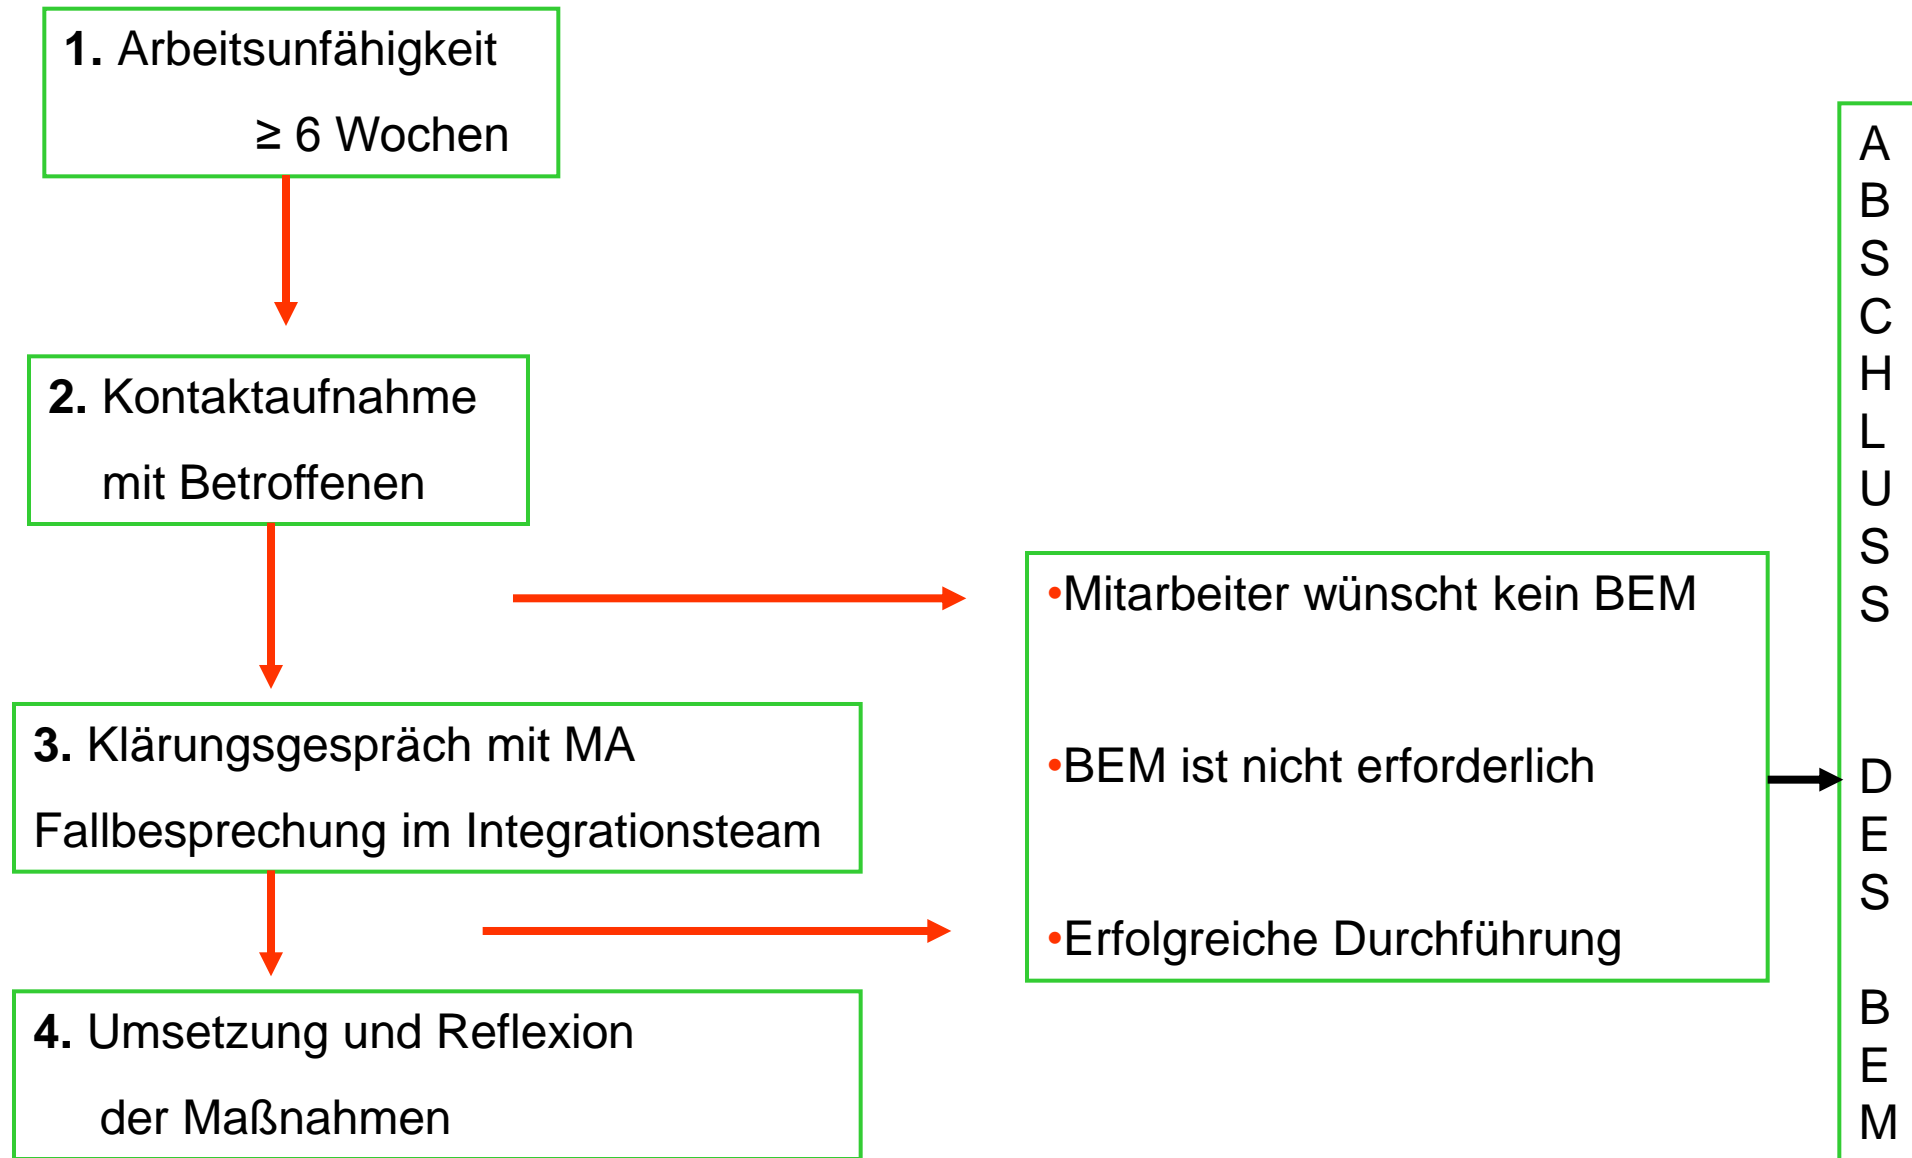 1. Arbeitsunfähigkeit
≥ 6 Wochen
2. Kontaktaufnahme
mit Betroffenen
3. Klärungsgespräch mit MA
Fallbesprechung im Integrationsteam
4. Umsetzung und Reflexion
der Maßnahmen
•Mitarbeiter wünscht kein BEM
•BEM ist nicht erforderlich
•Erfolgreiche Durchführung
A
B
S
C
H
L
U
S
S
D
E
S
B
E
M